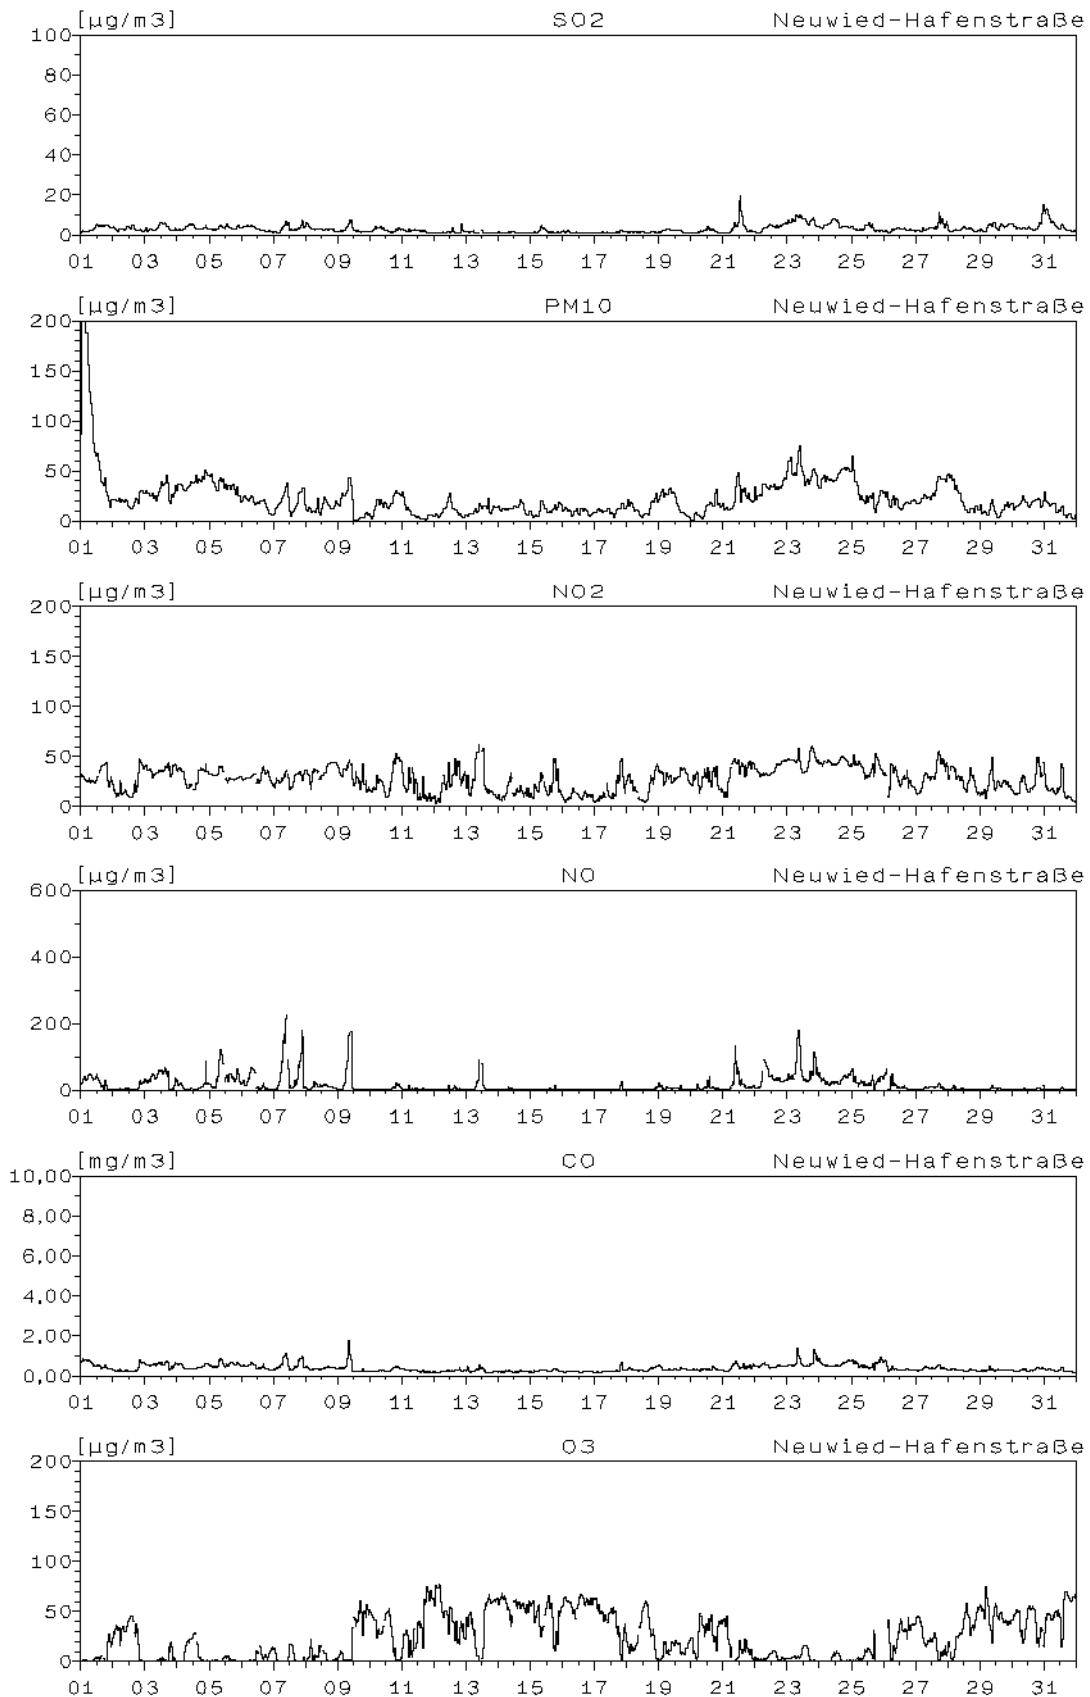 [µg/m3] SO2 Neuwied-Hafenstraße
100
80
60
40
20
0
01 03 05 07 09 11 13 15 17 19 21 23 25 27 29 31
[µg/m3] PM10 Neuwied-Hafenstraße
200
150
100
50
0
01 03 05 07 09 11 13 15 17 19 21 23 25 27 29 31
[µg/m3] NO2 Neuwied-Hafenstraße
200
150
100
50
0
01 03 05 07 09 11 13 15 17 19 21 23 25 27 29 31
[µg/m3] NO Neuwied-Hafenstraße
600
400
200
0
01 03 05 07 09 11 13 15 17 19 21 23 25 27 29 31
[mg/m3] CO Neuwied-Hafenstraße
10,00
8,00
6,00
4,00
2,00
0,00
01 03 05 07 09 11 13 15 17 19 21 23 25 27 29 31
[µg/m3] O3 Neuwied-Hafenstraße
200
150
100
50
0
01 03 05 07 09 11 13 15 17 19 21 23 25 27 29 31